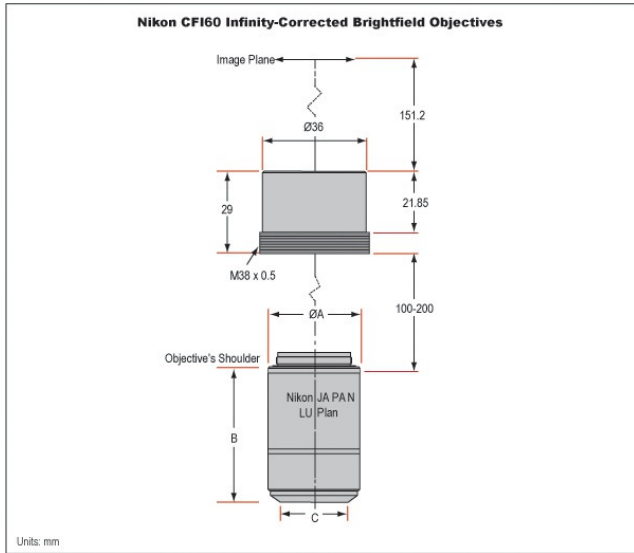 Nikon CFI60 Infinity-Corrected Brightfield Objectives
Image Plane
151.2
Ø36
29
21.85
M38 x 0.5
100-200
ØA
Objective's Shoulder
Nikon JAPAN
LU Plan
B
C
Units: mm